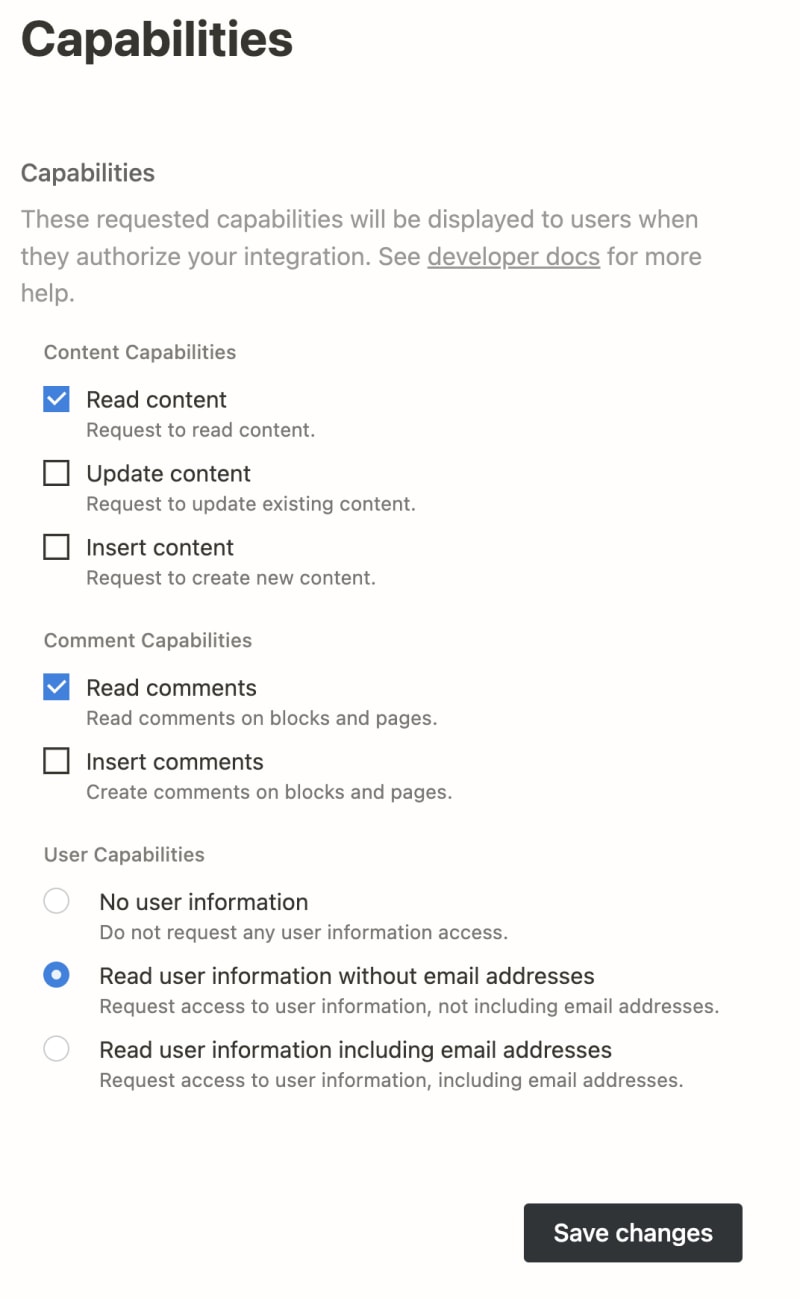 Capabilities
Capabilities
These requested capabilities will be displayed to users when
they authorize your integration. See developer docs for more
help.
Content Capabilities
Read content
Request to read content.
Update content
Request to update existing content.
Insert content
Request to create new content.
Comment Capabilities
Read comments
Read comments on blocks and pages.
Insert comments
Create comments on blocks and pages.
User Capabilities
No user information
Do not request any user information access.
Read user information without email addresses
Request access to user information, not including email addresses.
Read user information including email addresses
Request access to user information, including email addresses.
Save changes